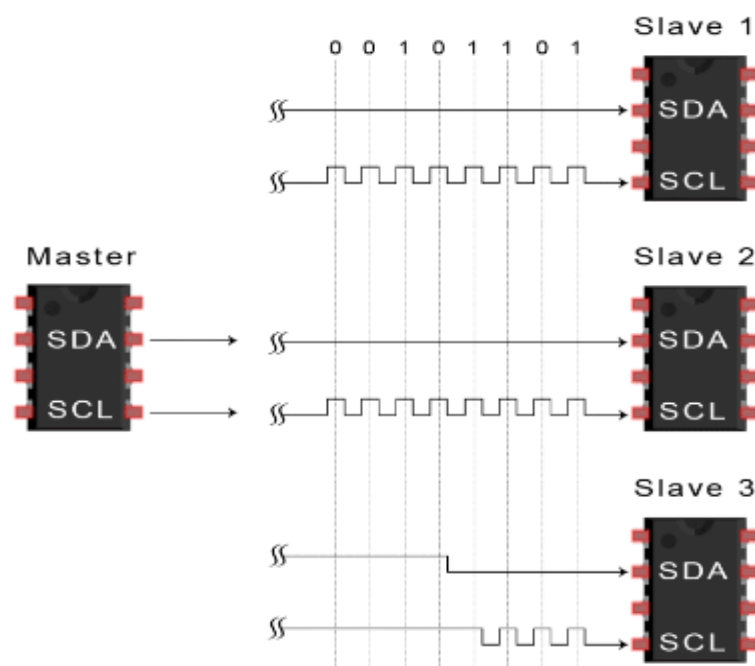 Slave 1
0 0 1 0 1 1 0 1
SDA
SCL
Master
SDA
SCL
Slave 2
SDA
SCL
Slave 3
SDA
SCL